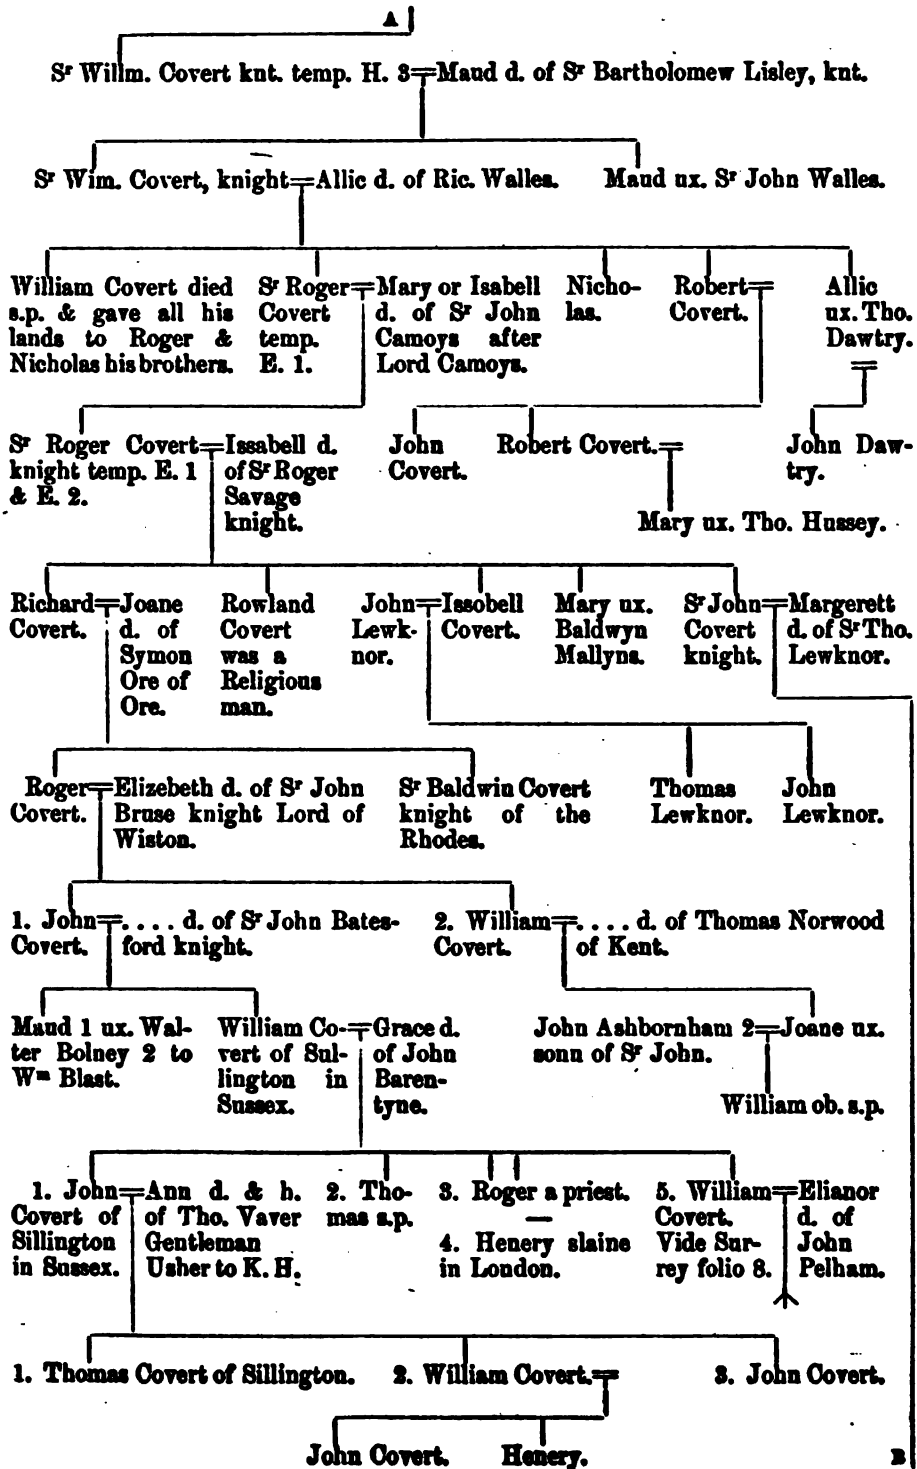 A
Sr Willm. Covert knt. temp. H. 3=Maud d. of Sr Bartholomew Lisley, knt.
Sr Wim. Covert, knight=Allic d. of Ric. Walles.
Maud ux. Sr John Walles.
William Covert died
s.p. & gave all his
lands to Roger &
Nicholas his brothers.
Sr Roger=
Covert
temp.
E. 1.
Mary or Isabell
d. of Sr John
Camoys after
Lord Camoys.
Nicho-
las.
Robert=
Covert.
Allic
ux. Tho.
Dawtry.
=
Sr Roger Covert=
knight temp. E. 1
& E. 2.
Issabell d.
of Sr Roger
Savage
knight.
John
Covert.
Robert Covert.=
John Daw-
try.
Mary ux. Tho. Hussey.
Richard=
Covert.
Joane
d. of
Symon
Ore of
Ore.
Rowland
Covert
was a
Religious
man.
John=
Lewk-
nor.
Issobell
Covert.
Mary ux.
Baldwyn
Mallyns.
Sr John=
Covert
knight.
Margerett
d. of Sr Tho.
Lewknor.
Roger=
Covert.
Elizebeth d. of Sr John
Bruse knight Lord of
Wiston.
Sr Baldwin Covert
knight of the
Rhodes.
Thomas
Lewknor.
John
Lewknor.
1. John=
Covert.
.... d. of Sr John Bates-
ford knight.
2. William=
Covert.
.... d. of Thomas Norwood
of Kent.
Maud 1 ux. Wal-
ter Bolney 2 to
Wm Blast.
William Co-=
vert of Sul-
lington in
Sussex.
Grace d.
of John
Baren-
tyne.
John Ashbornham 2=
sonn of Sr John.
Joane ux.
William ob. s.p.
1. John=
Covert of
Sillington
in Sussex.
Ann d. & h.
of Tho. Vaver
Gentleman
Usher to K. H.
2. Tho-
mas s.p.
3. Roger a priest.
—
4. Henery slaine
in London.
5. William=
Covert.
Vide Sur-
rey folio 8.
Elianor
d. of
John
Pelham.
1. Thomas Covert of Sillington.
2. William Covert.=
3. John Covert.
John Covert.
Henery.
B